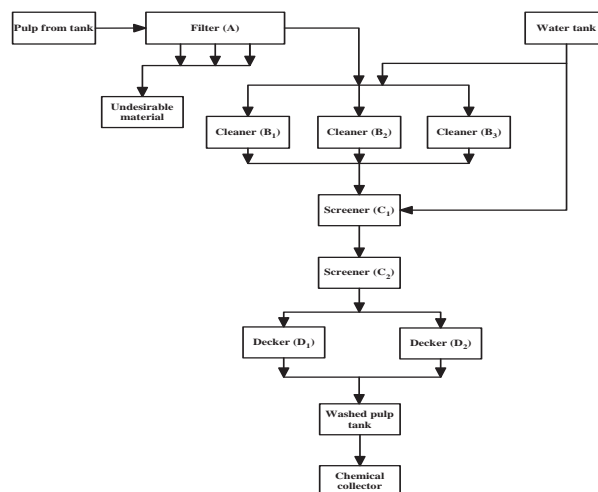 Pulp from tank
Filter (A)
Water tank
Undesirable
material
Cleaner (B₁)
Cleaner (B₂)
Cleaner (B₃)
Screener (C₁)
Screener (C₂)
Decker (D₁)
Decker (D₂)
Washed pulp
tank
Chemical
collector